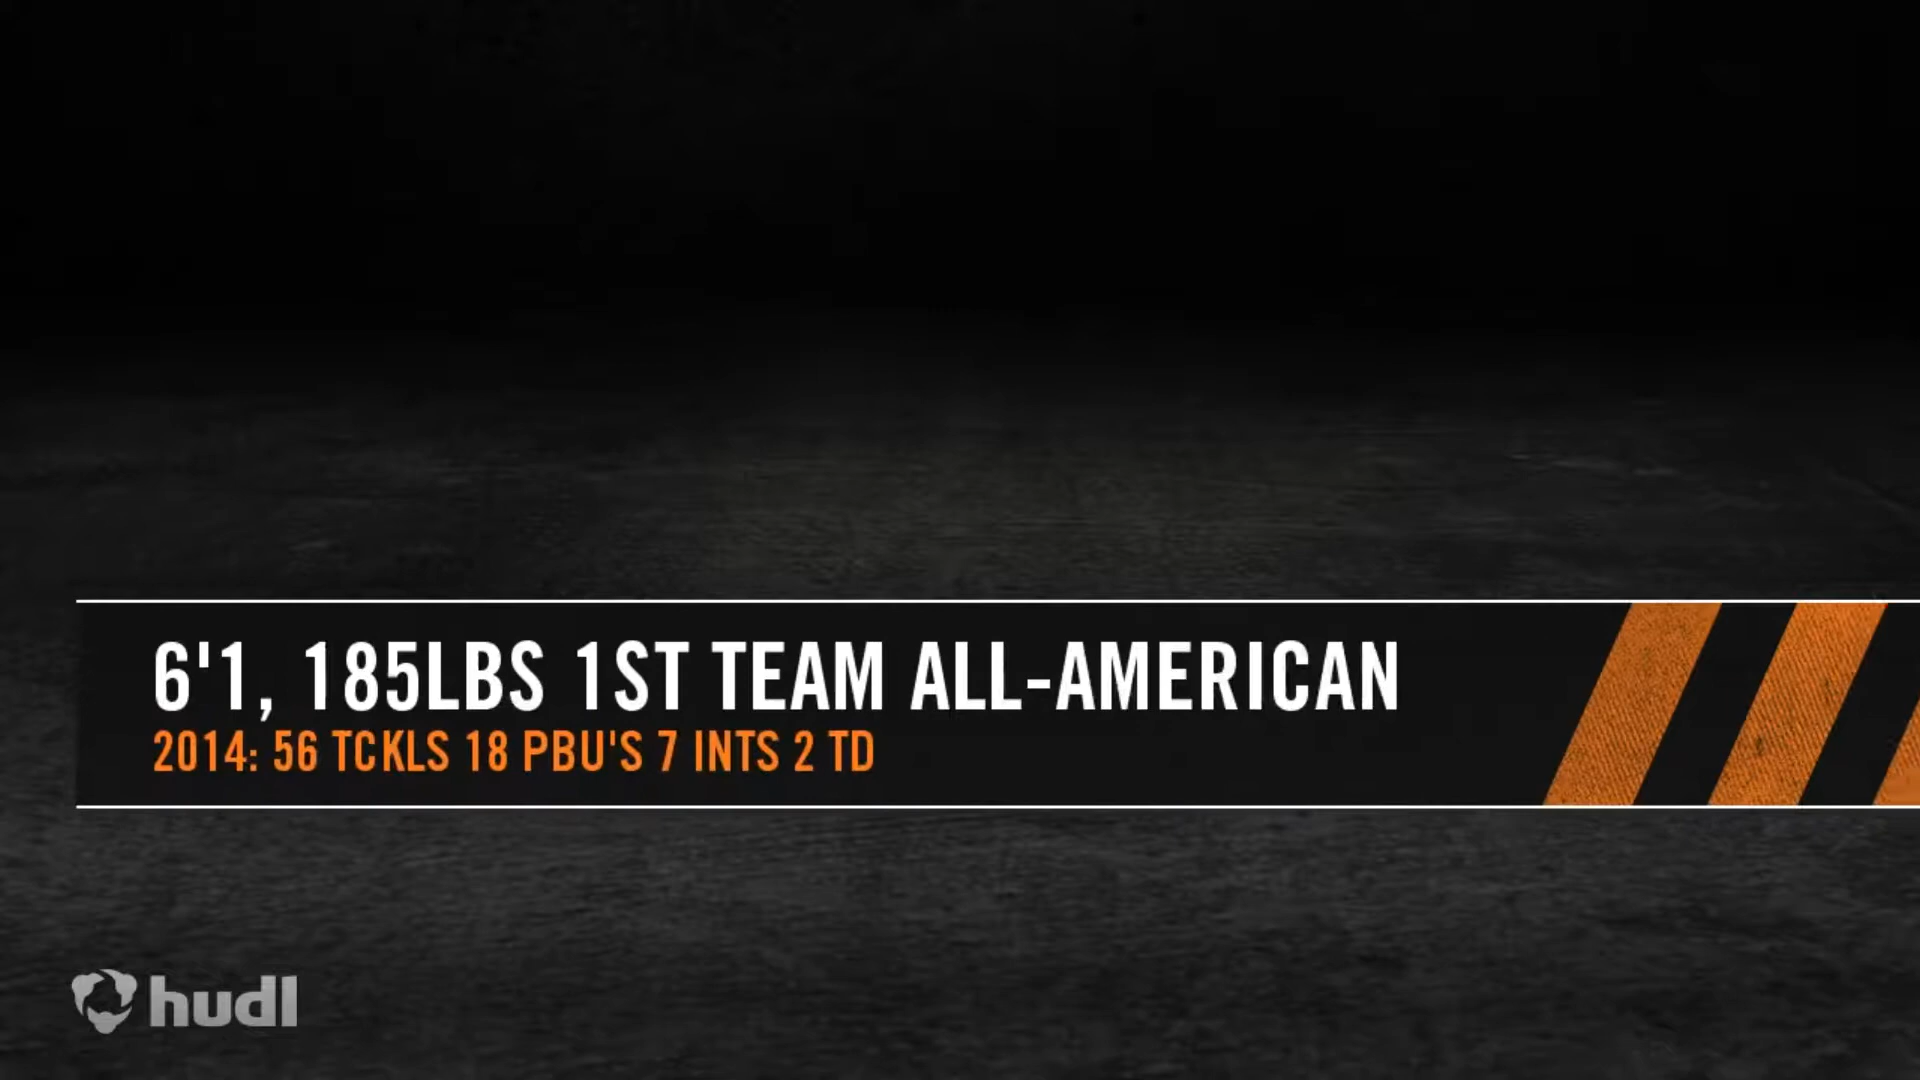 6'1, 185LBS 1ST TEAM ALL-AMERICAN
2014: 56 TCKLS 18 PBU'S 7 INTS 2 TD
hudl